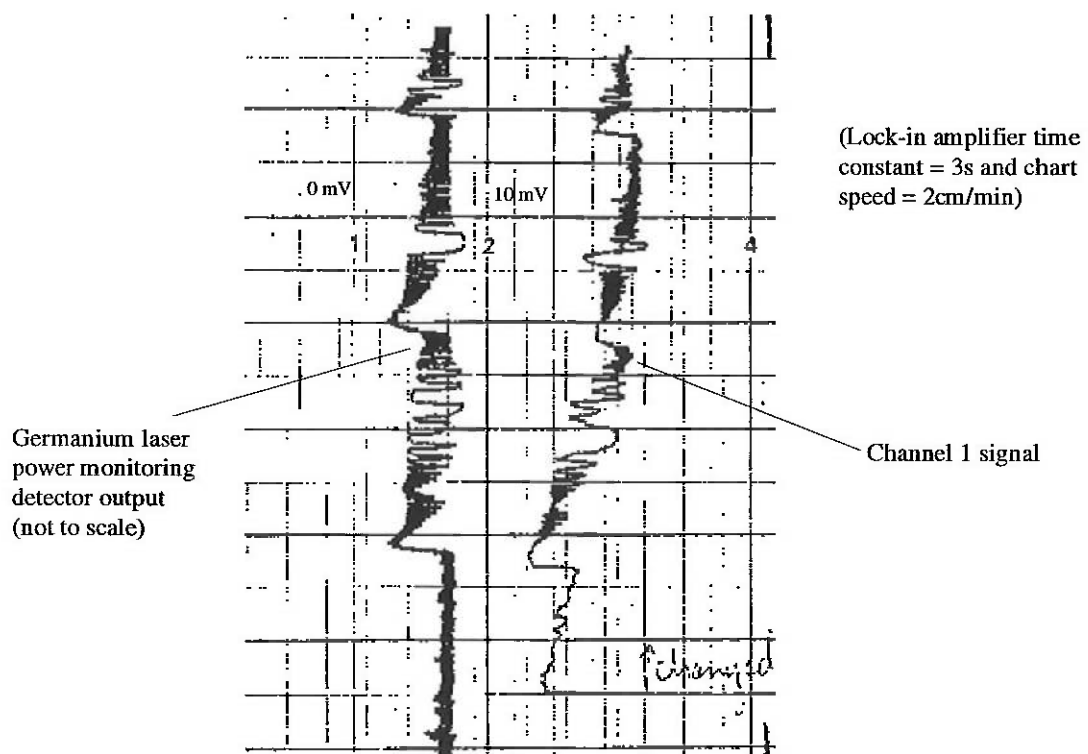 (Lock-in amplifier time
constant = 3s and chart
speed = 2cm/min)
0 mV
10 mV
1
2
4
Germanium laser
power monitoring
detector output
(not to scale)
Channel 1 signal